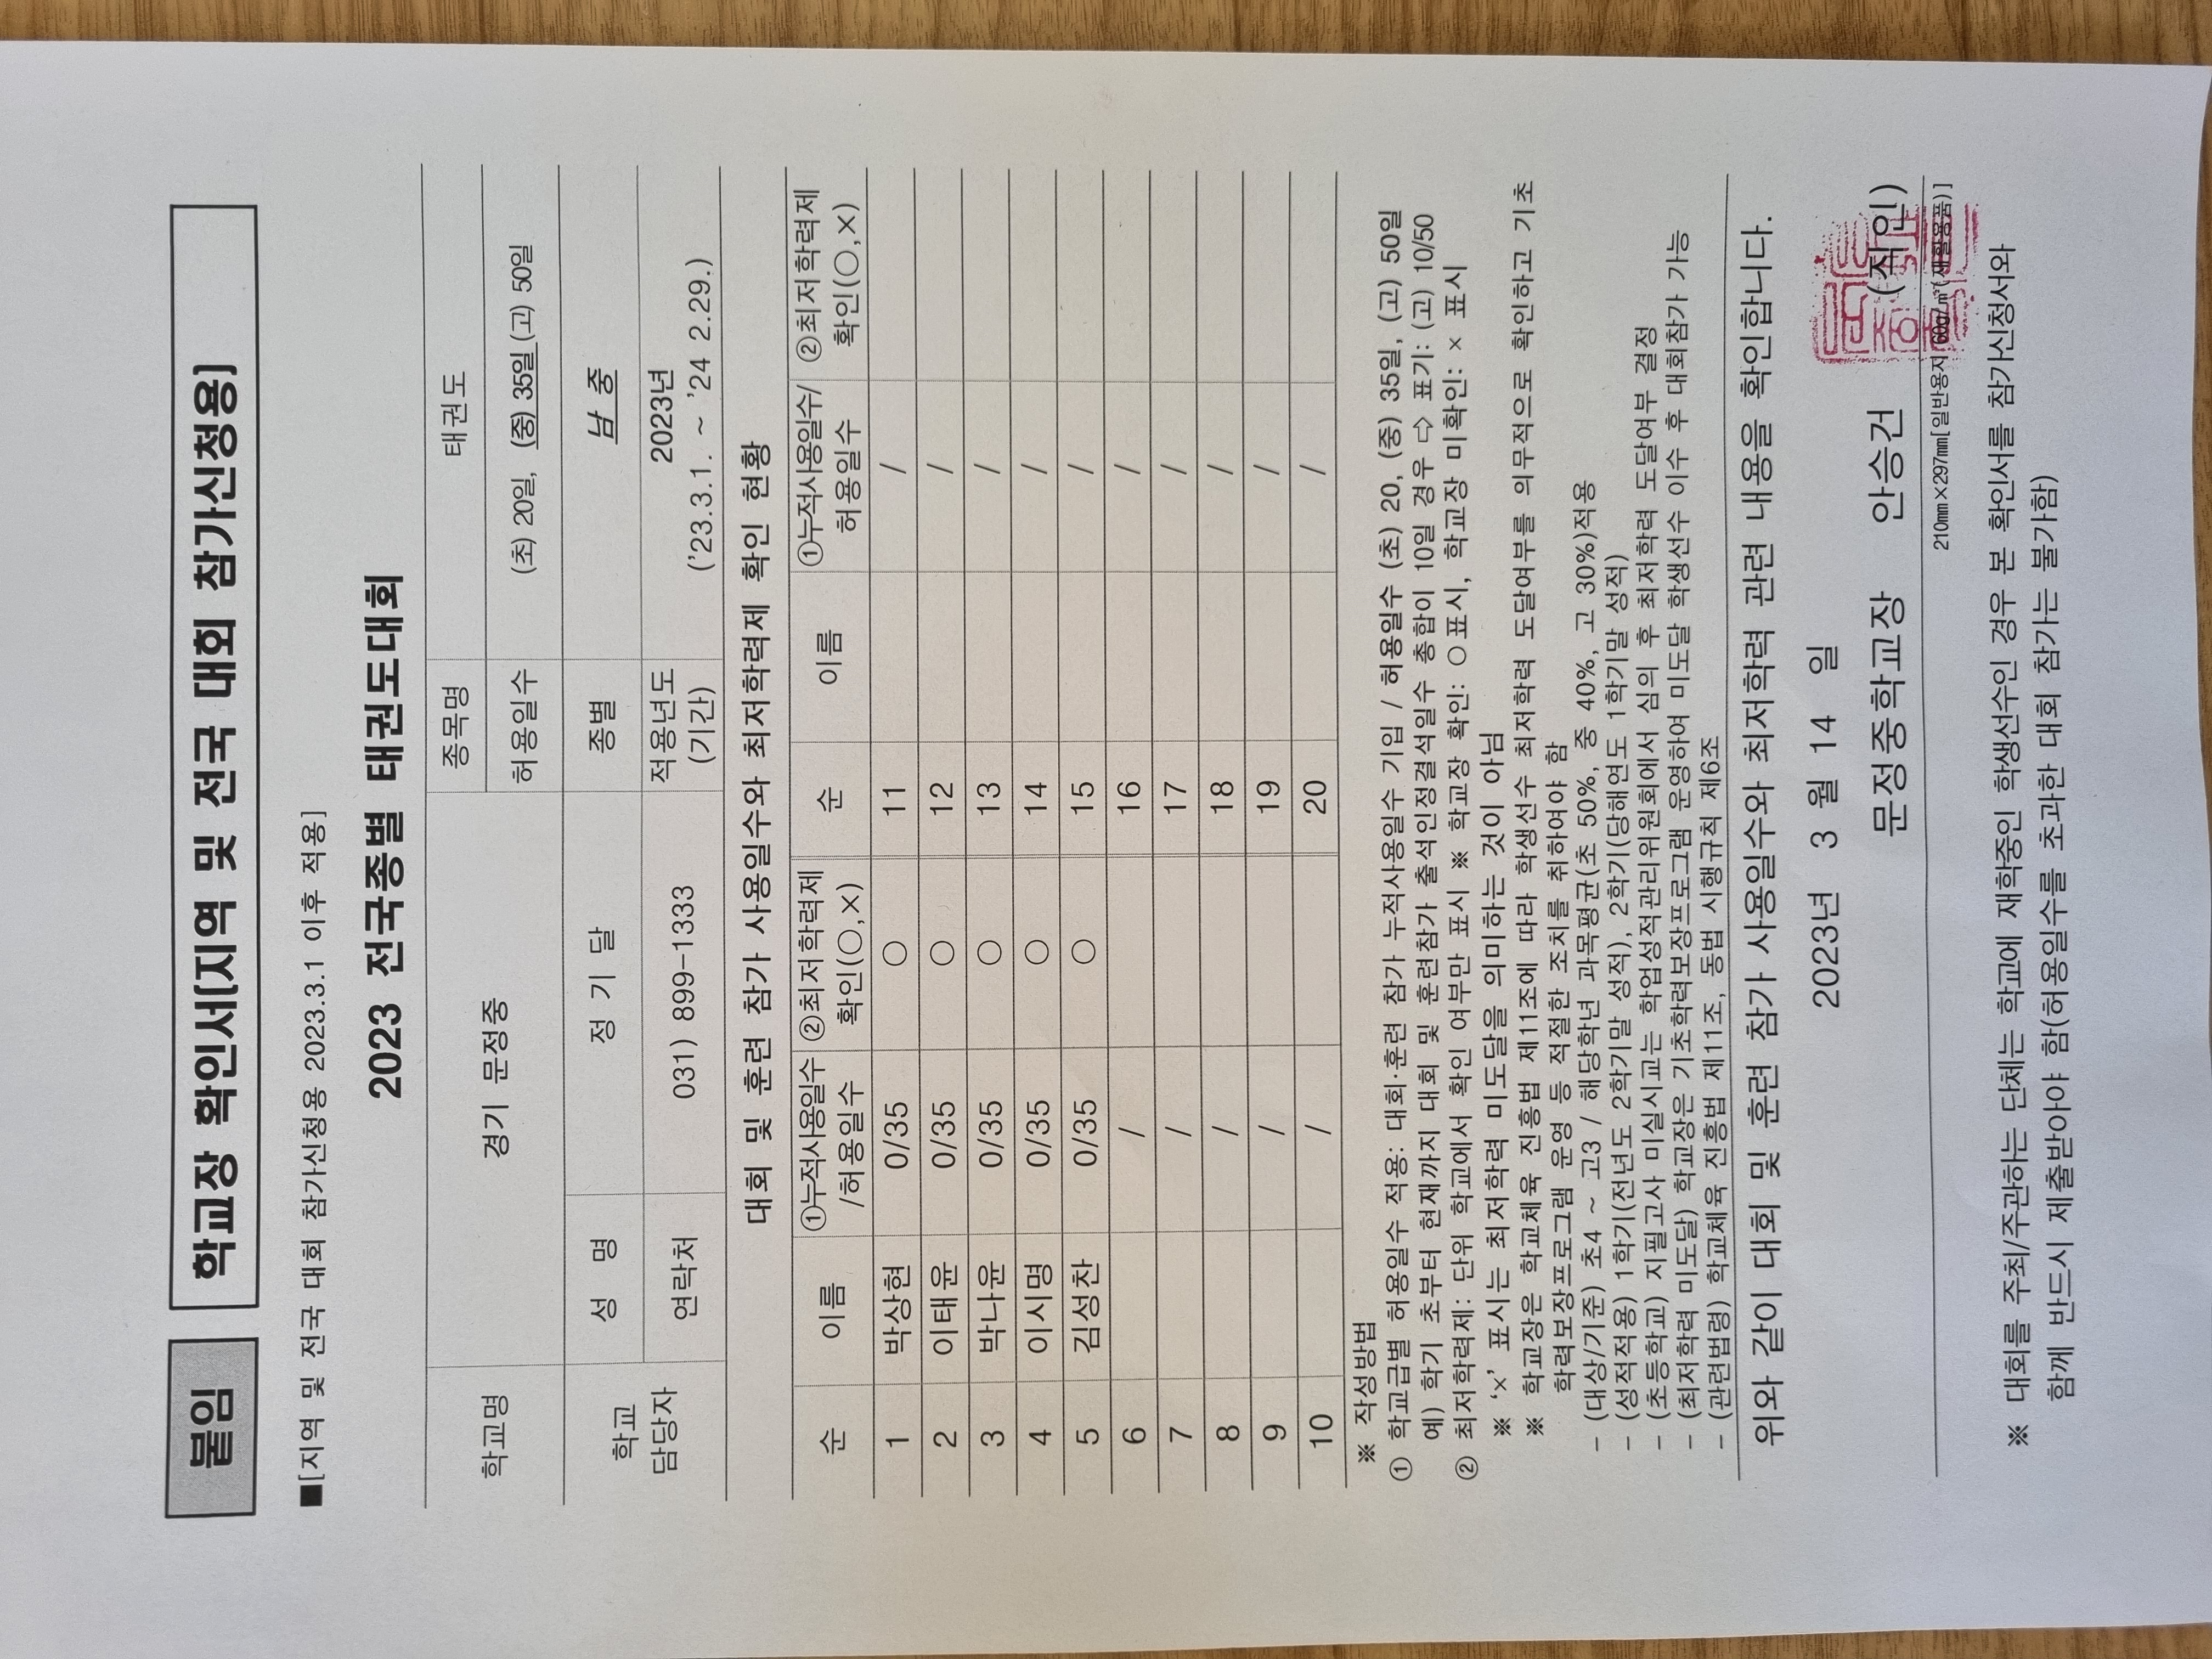 붙임
학교장 확인서[지역 및 전국 대회 참가신청용]
■[지역 및 전국 대회 참가신청용 2023.3.1 이후 적용]
2023 전국종별 태권도대회
학교명 경기 문정중 종목명 태권도
허용일수 (초) 20일, (중) 35일 (고) 50일
학교 담당자 성 명 정 기 달 종별 남 중
연락처 031) 899-1333 적용년도 (기간) 2023년 ('23.3.1. ~ '24 2.29.)
대회 및 훈련 참가 사용일수와 최저학력제 확인 현황
순 이름 ①누적사용일수/허용일수 ②최저학력제 확인(○,×) 순 이름 ①누적사용일수/허용일수 ②최저학력제 확인(○,×)
1 박상현 0/35 ○ 11 /
2 이태윤 0/35 ○ 12 /
3 박나윤 0/35 ○ 13 /
4 이시명 0/35 ○ 14 /
5 김성찬 0/35 ○ 15 /
6 / 16 /
7 / 17 /
8 / 18 /
9 / 19 /
10 / 20 /
※ 작성방법
① 학교급별 허용일수 적용: 대회·훈련 참가 누적사용일수 기입 / 허용일수 (초) 20, (중) 35일, (고) 50일
예) 학기 초부터 현재까지 대회 및 훈련참가 출석인정결석일수 총합이 10일 경우 ⇨ 표기: (고) 10/50
② 최저학력제: 단위 학교에서 확인 여부만 표시 ※ 학교장 확인: ○표시, 학교장 미확인: × 표시
※ '×' 표시는 최저학력 미도달을 의미하는 것이 아님
※ 학교장은 학교체육 진흥법 제11조에 따라 학생선수 최저학력 도달여부를 의무적으로 확인하고 기초
학력보장프로그램 운영 등 적절한 조치를 취하여야 함
- (대상/기준) 초4 ~ 고3 / 해당학년 과목평균(초 50%, 중 40%, 고 30%)적용
- (성적적용) 1학기(전년도 2학기말 성적), 2학기(당해연도 1학기말 성적)
- (초등학교) 지필고사 미실시교는 학업성적관리위원회에서 심의 후 최저학력 도달여부 결정
- (최저학력 미도달) 학교장은 기초학력보장프로그램 운영하여 미도달 학생선수 이수 후 대회참가 가능
- (관련법령) 학교체육 진흥법 제11조, 동법 시행규칙 제6조
위와 같이 대회 및 훈련 참가 사용일수와 최저학력 관련 내용을 확인합니다.
2023년 3 월 14 일
문정중학교장 안승건 (직인)
210㎜×297㎜[일반용지 60g/㎡(재활용품)]
※ 대회를 주최/주관하는 단체는 학교에 재학중인 학생선수인 경우 본 확인서를 참가신청서와
함께 반드시 제출받아야 함(허용일수를 초과한 대회 참가는 불가함)